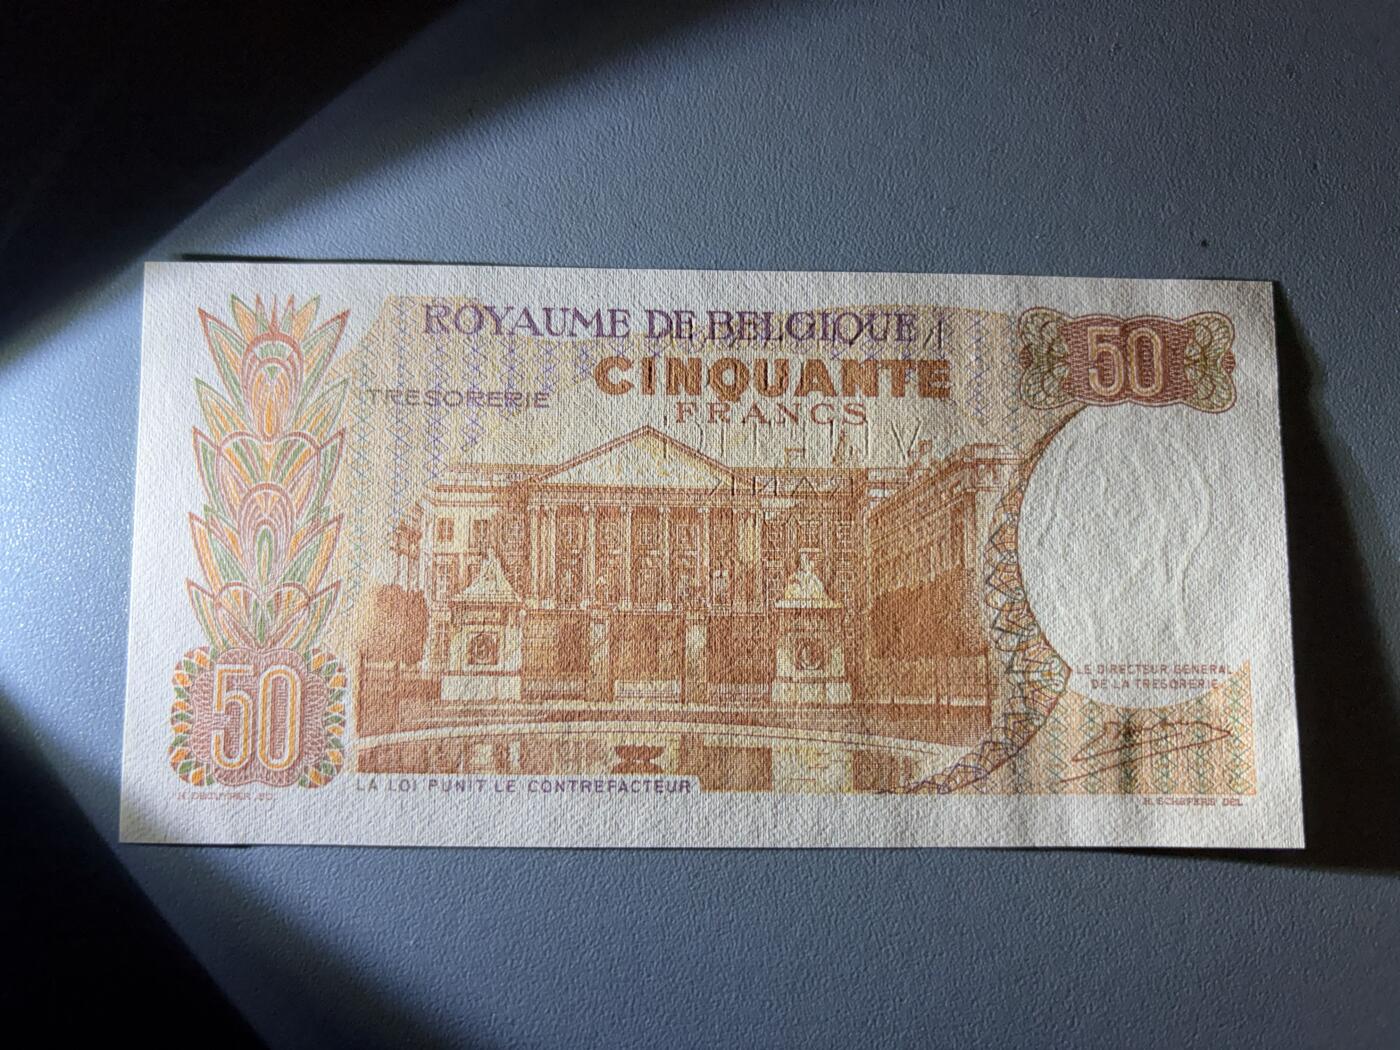 ROYAUME DE BELGIQUE
CINQUANTE
FRANCS
TRESORERIE
50
50
LE DIRECTEUR GENERAL
DE LA TRESORERIE
LA LOI PUNIT LE CONTREFACTEUR